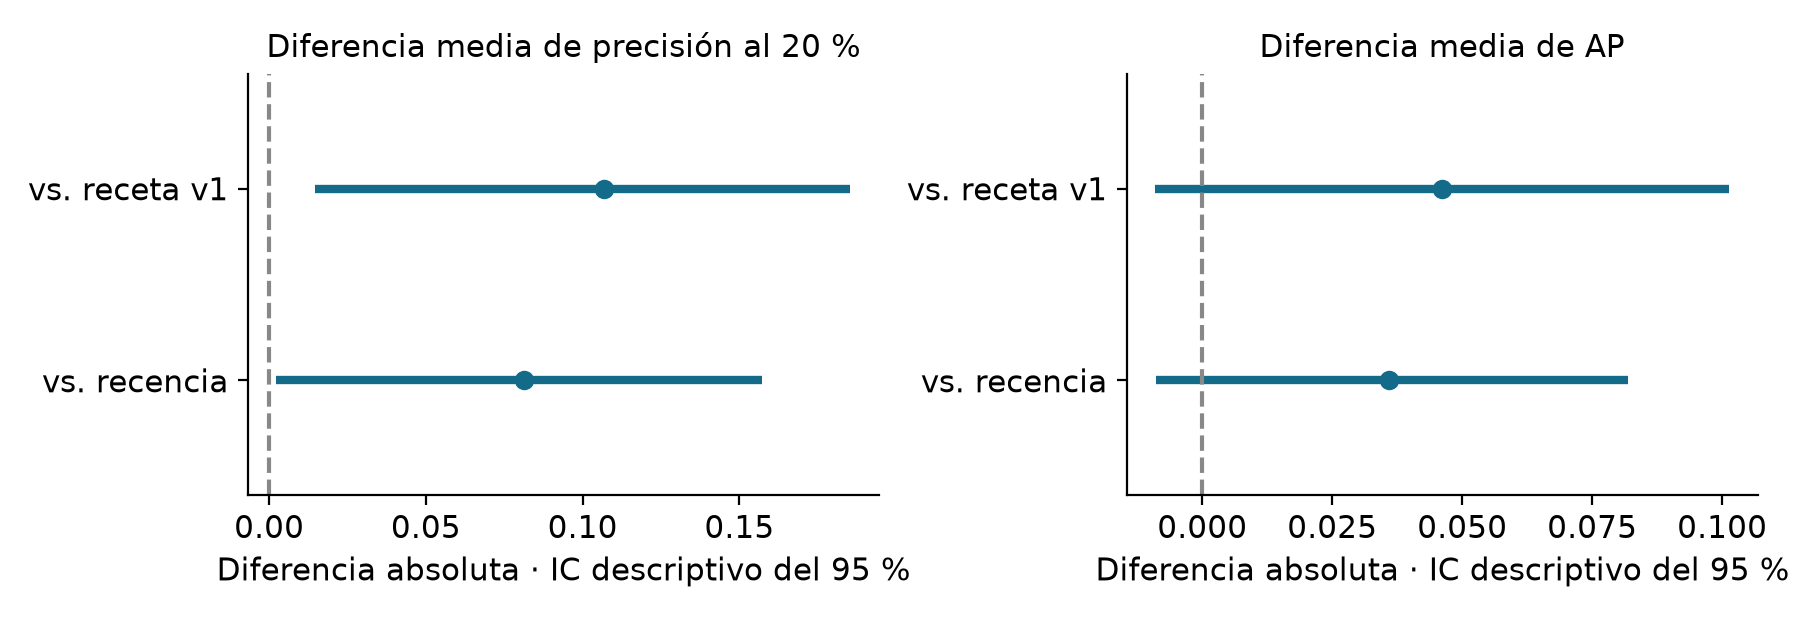 Diferencia media de precisión al 20 %
vs. receta v1
vs. recencia
0.00 0.05 0.10 0.15
Diferencia absoluta · IC descriptivo del 95 %
Diferencia media de AP
vs. receta v1
vs. recencia
0.000 0.025 0.050 0.075 0.100
Diferencia absoluta · IC descriptivo del 95 %